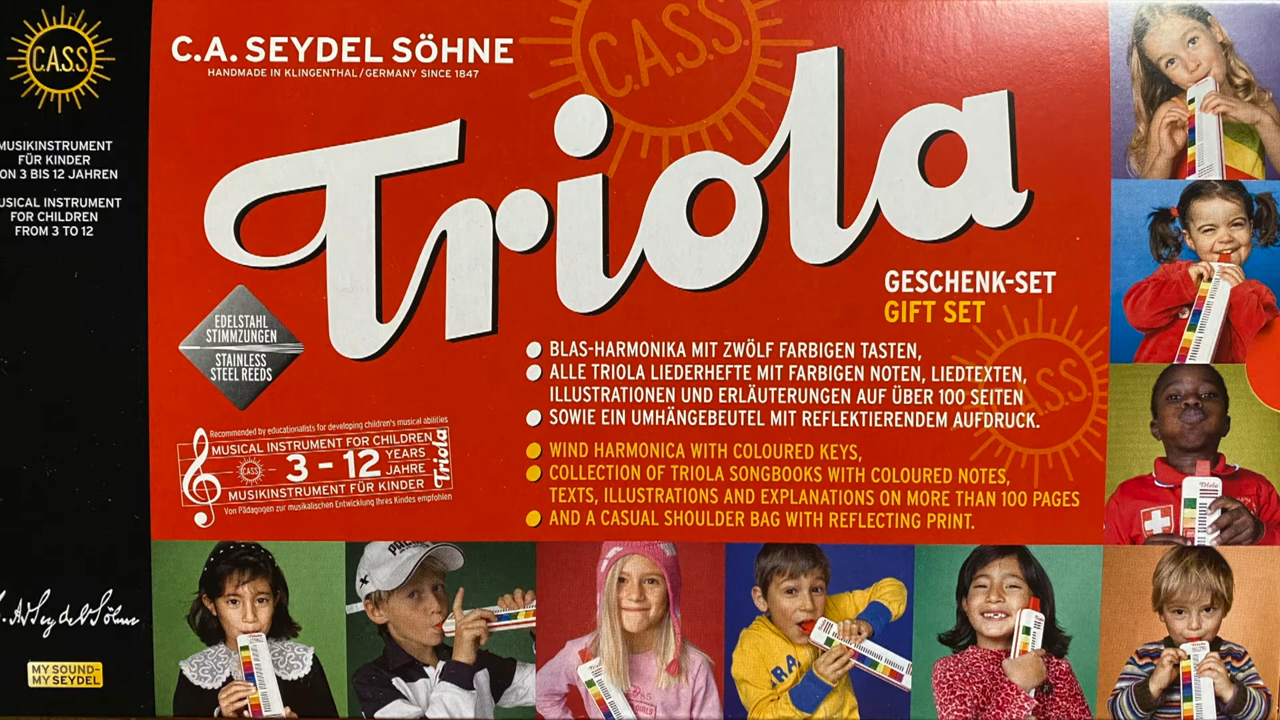 C.A.S.S.
MUSIKINSTRUMENT
FÜR KINDER
ON 3 BIS 12 JAHREN
USICAL INSTRUMENT
FOR CHILDREN
FROM 3 TO 12
MY SOUND-
MY SEYDEL
C.A. SEYDEL SÖHNE
HANDMADE IN KLINGENTHAL/GERMANY SINCE 1847
C.A.S.S.
Triola
GESCHENK-SET
GIFT SET
EDELSTAHL
STIMMZUNGEN
STAINLESS
STEEL REEDS
BLAS-HARMONIKA MIT ZWÖLF FARBIGEN TASTEN,
ALLE TRIOLA LIEDERHEFTE MIT FARBIGEN NOTEN, LIEDTEXTEN,
ILLUSTRATIONEN UND ERLÄUTERUNGEN AUF ÜBER 100 SEITEN
SOWIE EIN UMHÄNGEBEUTEL MIT REFLEKTIERENDEM AUFDRUCK.
WIND HARMONICA WITH COLOURED KEYS,
COLLECTION OF TRIOLA SONGBOOKS WITH COLOURED NOTES,
TEXTS, ILLUSTRATIONS AND EXPLANATIONS ON MORE THAN 100 PAGES
AND A CASUAL SHOULDER BAG WITH REFLECTING PRINT.
Recommended by educationalists for developing children's musical abilities
MUSICAL INSTRUMENT FOR CHILDREN
CASS 3 - 12 YEARS
JAHRE
Triola
MUSIKINSTRUMENT FÜR KINDER
Von Pädagogen zur musikalischen Entwicklung Ihres Kindes empfohlen